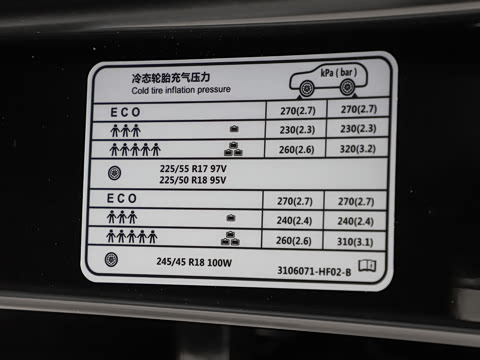 冷态轮胎充气压力
Cold tire inflation pressure
kPa ( bar )
ECO 270(2.7) 270(2.7)
230(2.3) 230(2.3)
260(2.6) 320(3.2)
225/55 R17 97V
225/50 R18 95V
ECO 270(2.7) 270(2.7)
240(2.4) 240(2.4)
260(2.6) 310(3.1)
245/45 R18 100W
3106071-HF02-B